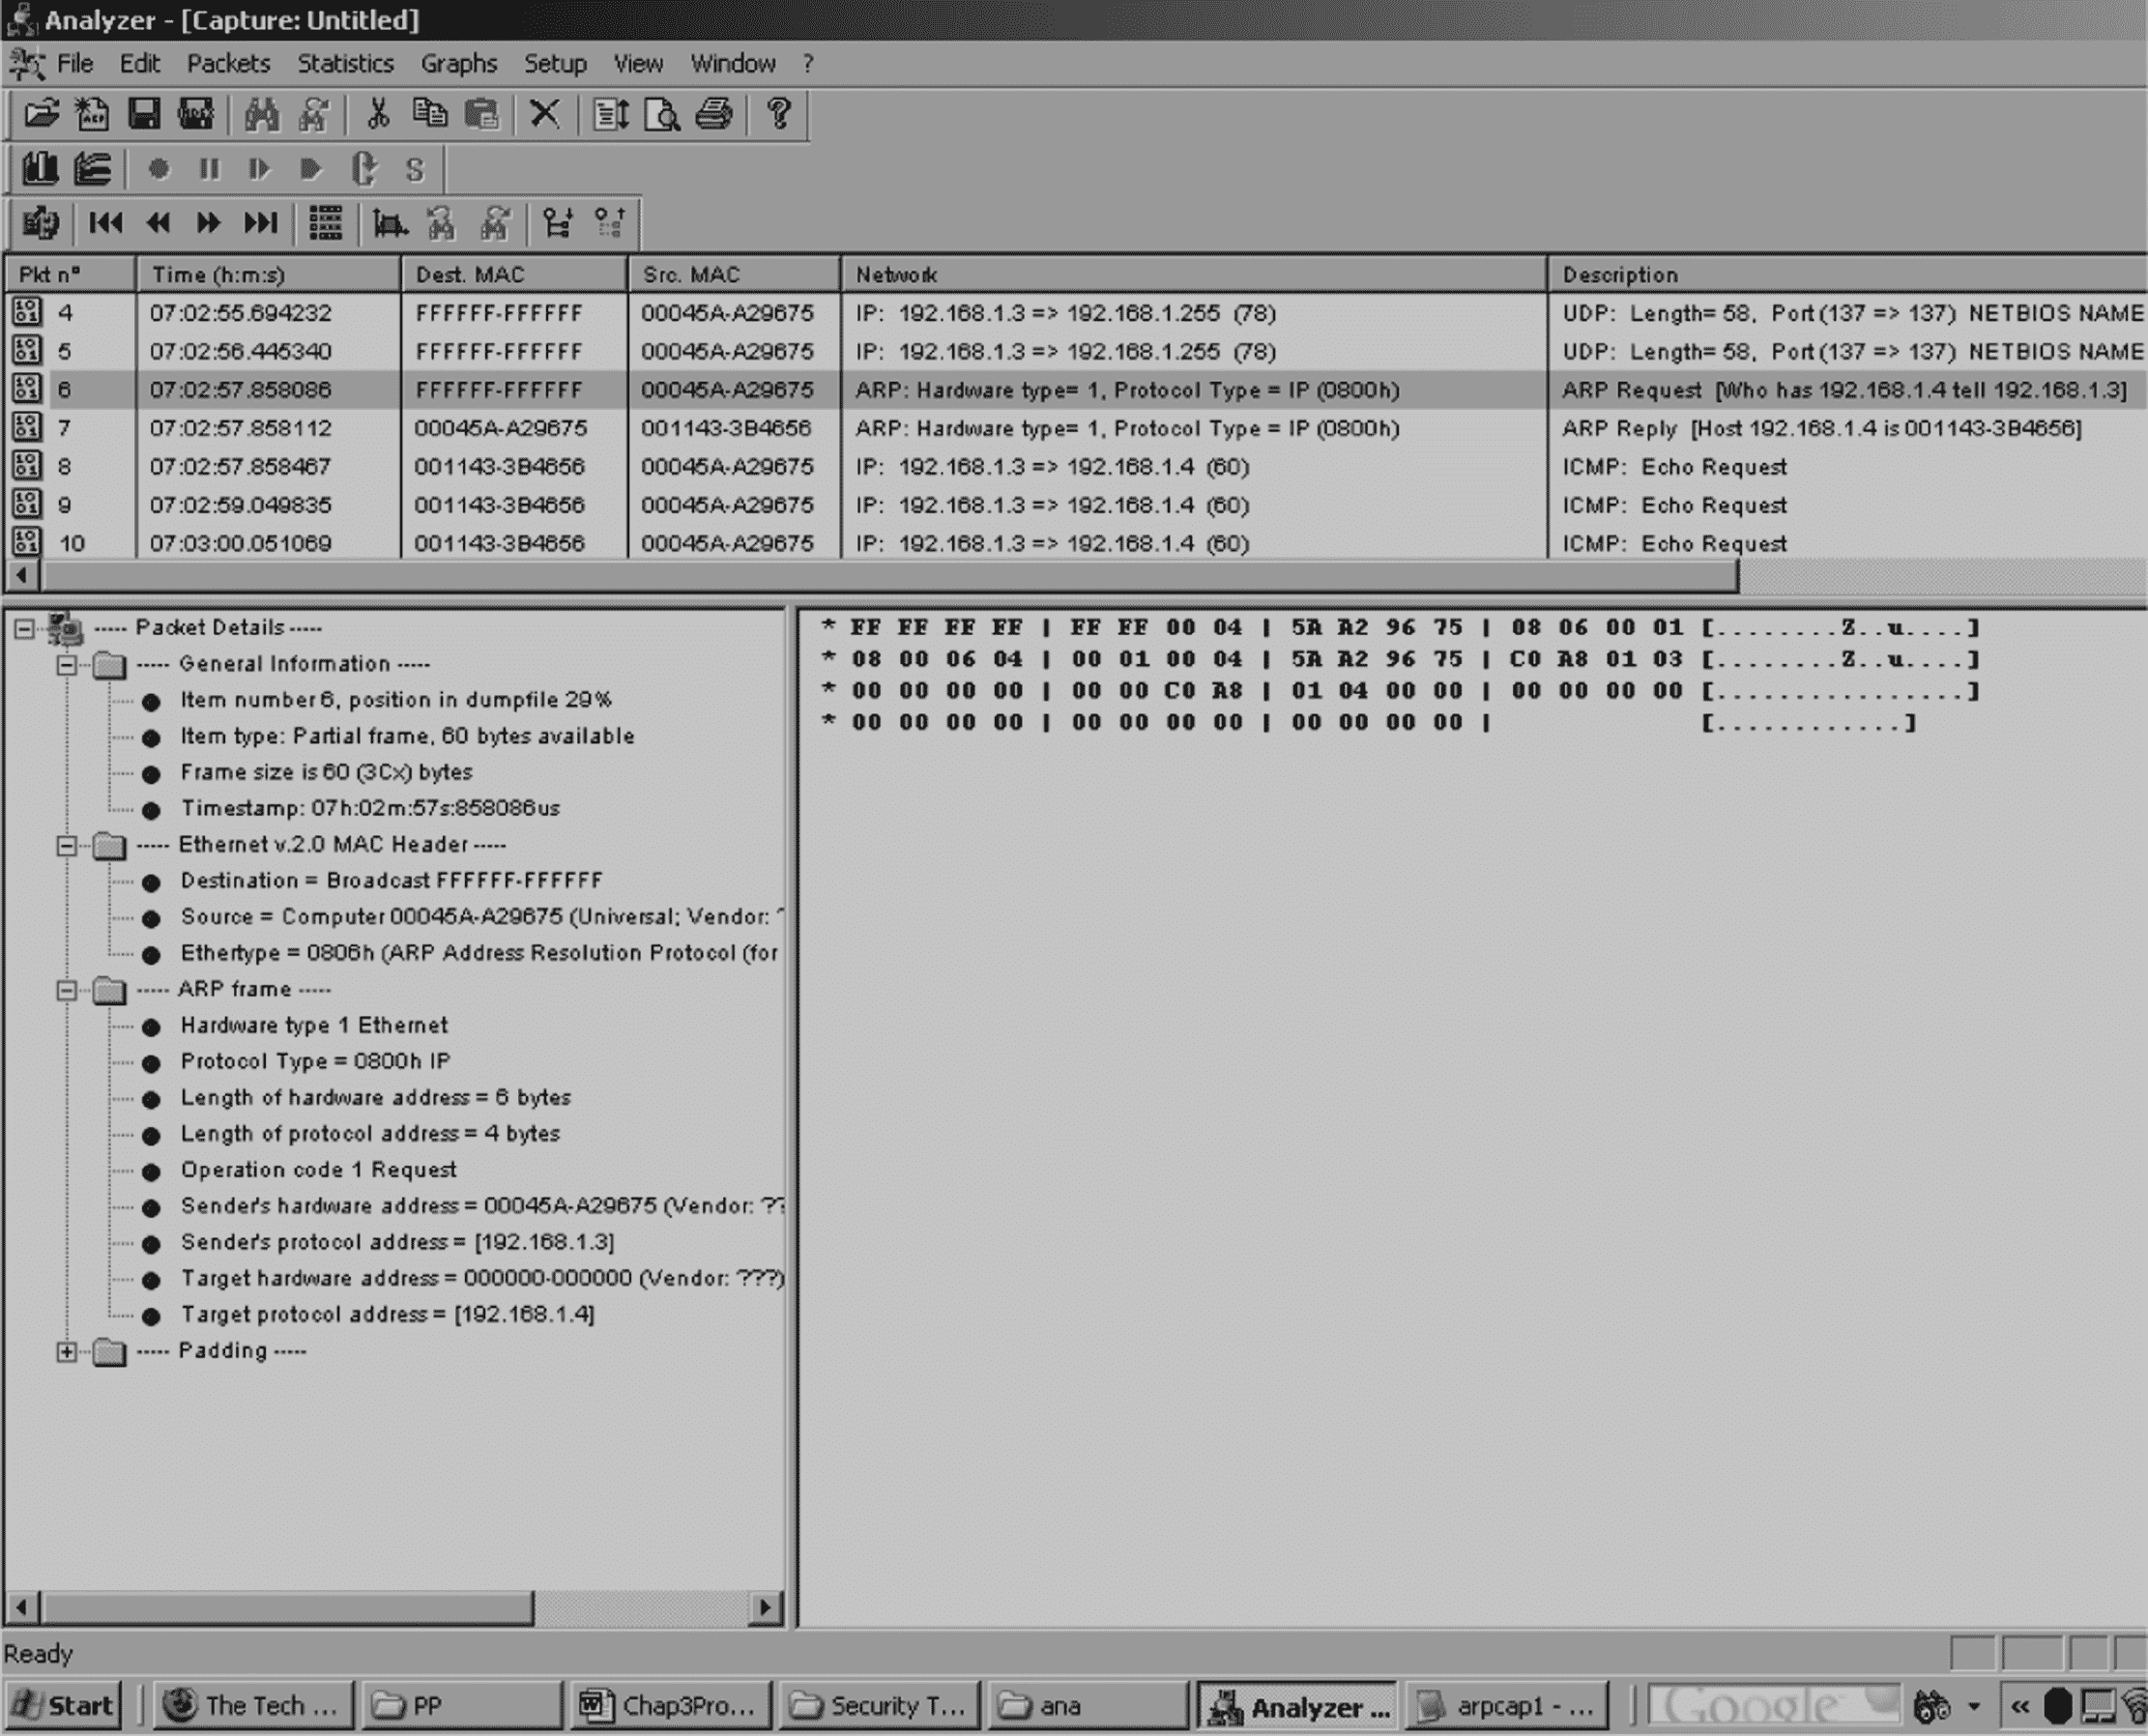 Analyzer - [Capture: Untitled]
File Edit Packets Statistics Graphs Setup View Window ?
S
Pkt nº Time (h:m:s) Dest. MAC Src. MAC Network Description
4 07:02:55.694232 FFFFFF-FFFFFF 00045A-A29675 IP: 192.168.1.3 => 192.168.1.255 (78) UDP: Length= 58, Port (137 => 137) NETBIOS NAME
5 07:02:56.445340 FFFFFF-FFFFFF 00045A-A29675 IP: 192.168.1.3 => 192.168.1.255 (78) UDP: Length= 58, Port (137 => 137) NETBIOS NAME
6 07:02:57.858086 FFFFFF-FFFFFF 00045A-A29675 ARP: Hardware type= 1, Protocol Type = IP (0800h) ARP Request [Who has 192.168.1.4 tell 192.168.1.3]
7 07:02:57.858112 00045A-A29675 001143-3B4656 ARP: Hardware type= 1, Protocol Type = IP (0800h) ARP Reply [Host 192.168.1.4 is 001143-3B4656]
8 07:02:57.858467 001143-3B4656 00045A-A29675 IP: 192.168.1.3 => 192.168.1.4 (60) ICMP: Echo Request
9 07:02:59.049835 001143-3B4656 00045A-A29675 IP: 192.168.1.3 => 192.168.1.4 (60) ICMP: Echo Request
10 07:03:00.051069 001143-3B4656 00045A-A29675 IP: 192.168.1.3 => 192.168.1.4 (60) ICMP: Echo Request
----- Packet Details -----
----- General Information -----
Item number 6, position in dumpfile 29%
Item type: Partial frame, 60 bytes available
Frame size is 60 (3Cx) bytes
Timestamp: 07h:02m:57s:858086us
----- Ethernet v.2.0 MAC Header -----
Destination = Broadcast FFFFFF-FFFFFF
Source = Computer 00045A-A29675 (Universal; Vendor:
Ethertype = 0806h (ARP Address Resolution Protocol (for
----- ARP frame -----
Hardware type 1 Ethernet
Protocol Type = 0800h IP
Length of hardware address = 6 bytes
Length of protocol address = 4 bytes
Operation code 1 Request
Sender's hardware address = 00045A-A29675 (Vendor: ??
Sender's protocol address = [192.168.1.3]
Target hardware address = 000000-000000 (Vendor: ???)
Target protocol address = [192.168.1.4]
----- Padding -----
* FF FF FF FF | FF FF 00 04 | 5A A2 96 75 | 08 06 00 01 [........Z..u....]
* 08 00 06 04 | 00 01 00 04 | 5A A2 96 75 | C0 A8 01 03 [........Z..u....]
* 00 00 00 00 | 00 00 C0 A8 | 01 04 00 00 | 00 00 00 00 [................]
* 00 00 00 00 | 00 00 00 00 | 00 00 00 00 | [............]
Ready
Start The Tech ... PP Chap3Pro... Security T... ana Analyzer ... arpcap1 - ... Google «